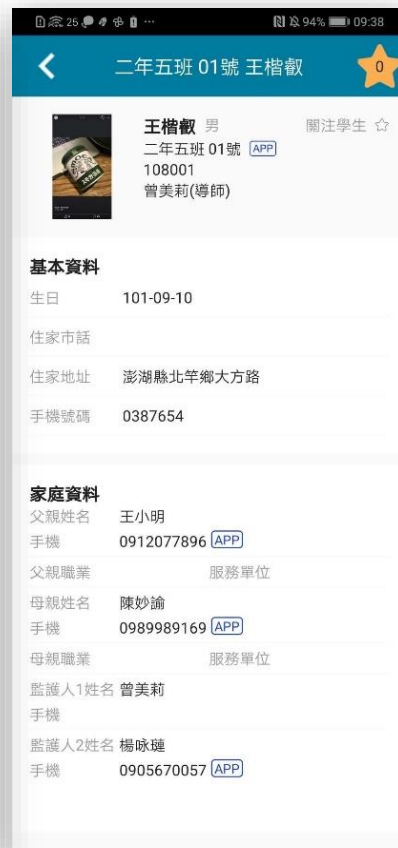 25 ... 94% 09:38
二年五班 01號 王楷叡 0
王楷叡 男 關注學生
二年五班 01號 APP
108001
曾美莉(導師)
基本資料
生日 101-09-10
住家市話
住家地址 澎湖縣北竿鄉大方路
手機號碼 0387654
家庭資料
父親姓名 王小明
手機 0912077896 APP
父親職業 服務單位
母親姓名 陳妙諭
手機 0989989169 APP
母親職業 服務單位
監護人1姓名 曾美莉
手機
監護人2姓名 楊咏璉
手機 0905670057 APP